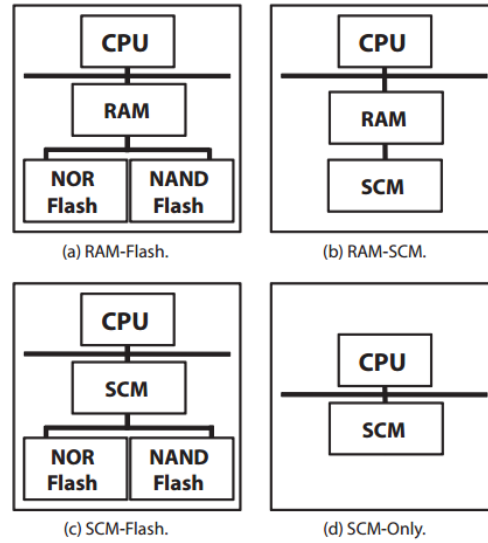 CPU
RAM
NOR
Flash
NAND
Flash
(a) RAM-Flash.
CPU
RAM
SCM
(b) RAM-SCM.
CPU
SCM
NOR
Flash
NAND
Flash
(c) SCM-Flash.
CPU
SCM
(d) SCM-Only.